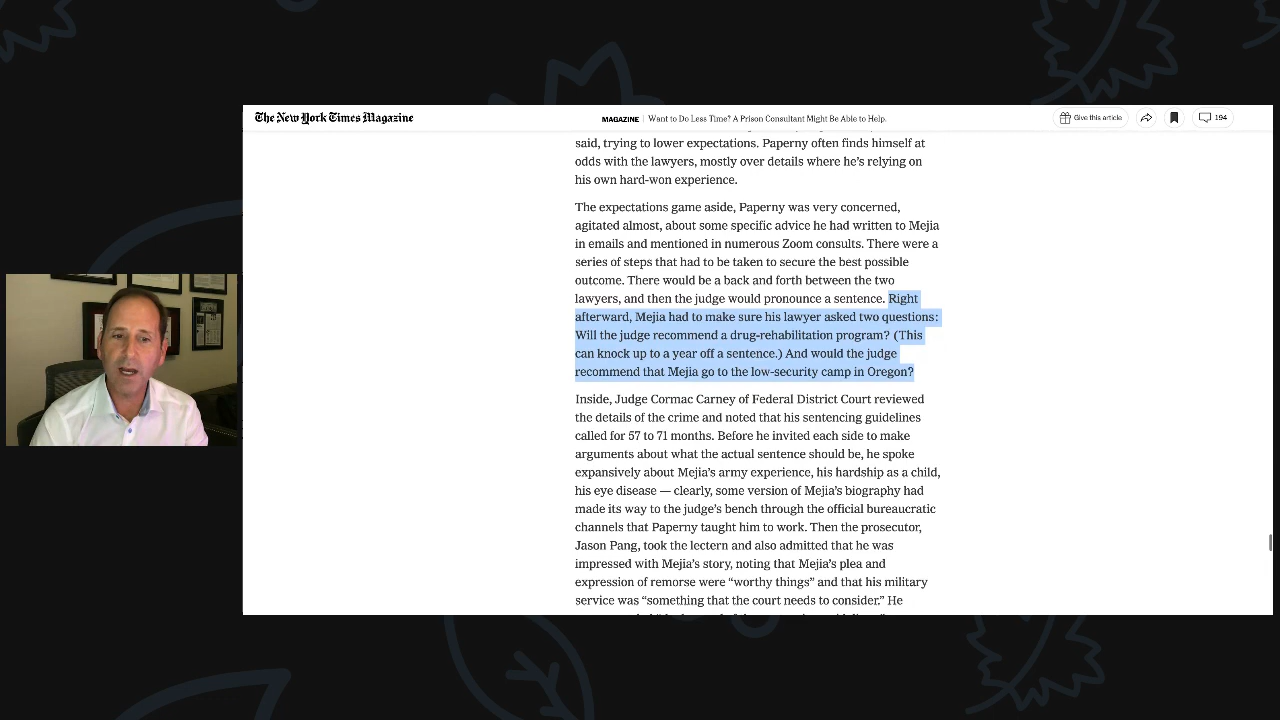 The New York Times Magazine
MAGAZINE | Want to Do Less Time? A Prison Consultant Might Be Able to Help.
Give this article
194
said, trying to lower expectations. Paperny often finds himself at
odds with the lawyers, mostly over details where he’s relying on
his own hard-won experience.
The expectations game aside, Paperny was very concerned,
agitated almost, about some specific advice he had written to Mejia
in emails and mentioned in numerous Zoom consults. There were a
series of steps that had to be taken to secure the best possible
outcome. There would be a back and forth between the two
lawyers, and then the judge would pronounce a sentence. Right
afterward, Mejia had to make sure his lawyer asked two questions:
Will the judge recommend a drug-rehabilitation program? (This
can knock up to a year off a sentence.) And would the judge
recommend that Mejia go to the low-security camp in Oregon?
Inside, Judge Cormac Carney of Federal District Court reviewed
the details of the crime and noted that his sentencing guidelines
called for 57 to 71 months. Before he invited each side to make
arguments about what the actual sentence should be, he spoke
expansively about Mejia’s army experience, his hardship as a child,
his eye disease — clearly, some version of Mejia’s biography had
made its way to the judge’s bench through the official bureaucratic
channels that Paperny taught him to work. Then the prosecutor,
Jason Pang, took the lectern and also admitted that he was
impressed with Mejia’s story, noting that Mejia’s plea and
expression of remorse were “worthy things” and that his military
service was “something that the court needs to consider.” He